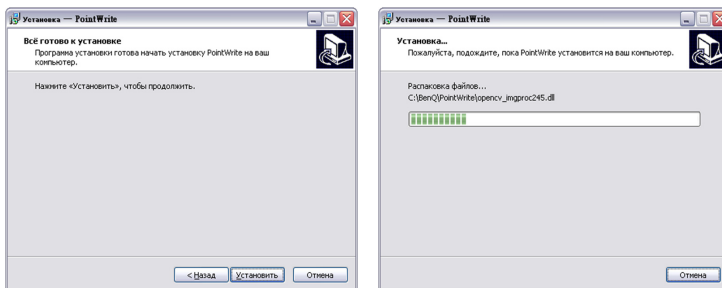 Установка — PointWrite
Всё готово к установке
Программа установки готова начать установку PointWrite на ваш
компьютер.
Нажмите «Установить», чтобы продолжить.
< Назад
Установить
Отмена
Установка — PointWrite
Установка...
Пожалуйста, подождите, пока PointWrite установится на ваш компьютер.
Распаковка файлов...
C:\BenQ\PointWrite\opencv_imgproc245.dll
Отмена